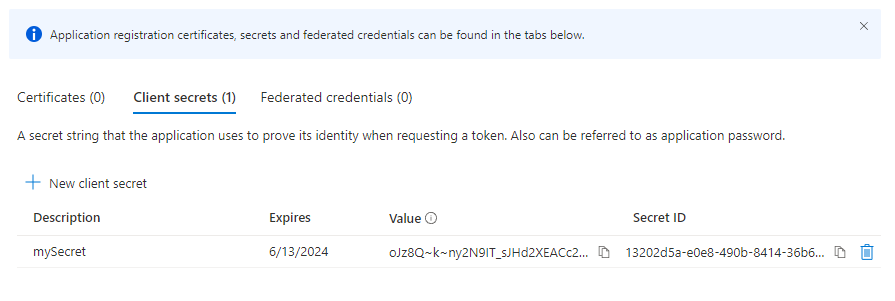 Application registration certificates, secrets and federated credentials can be found in the tabs below.
Certificates (0) Client secrets (1) Federated credentials (0)
A secret string that the application uses to prove its identity when requesting a token. Also can be referred to as application password.
New client secret
Description Expires Value Secret ID
mySecret 6/13/2024 oJz8Q~k~ny2N9IT_sJHd2XEACc2... 13202d5a-e0e8-490b-8414-36b6...